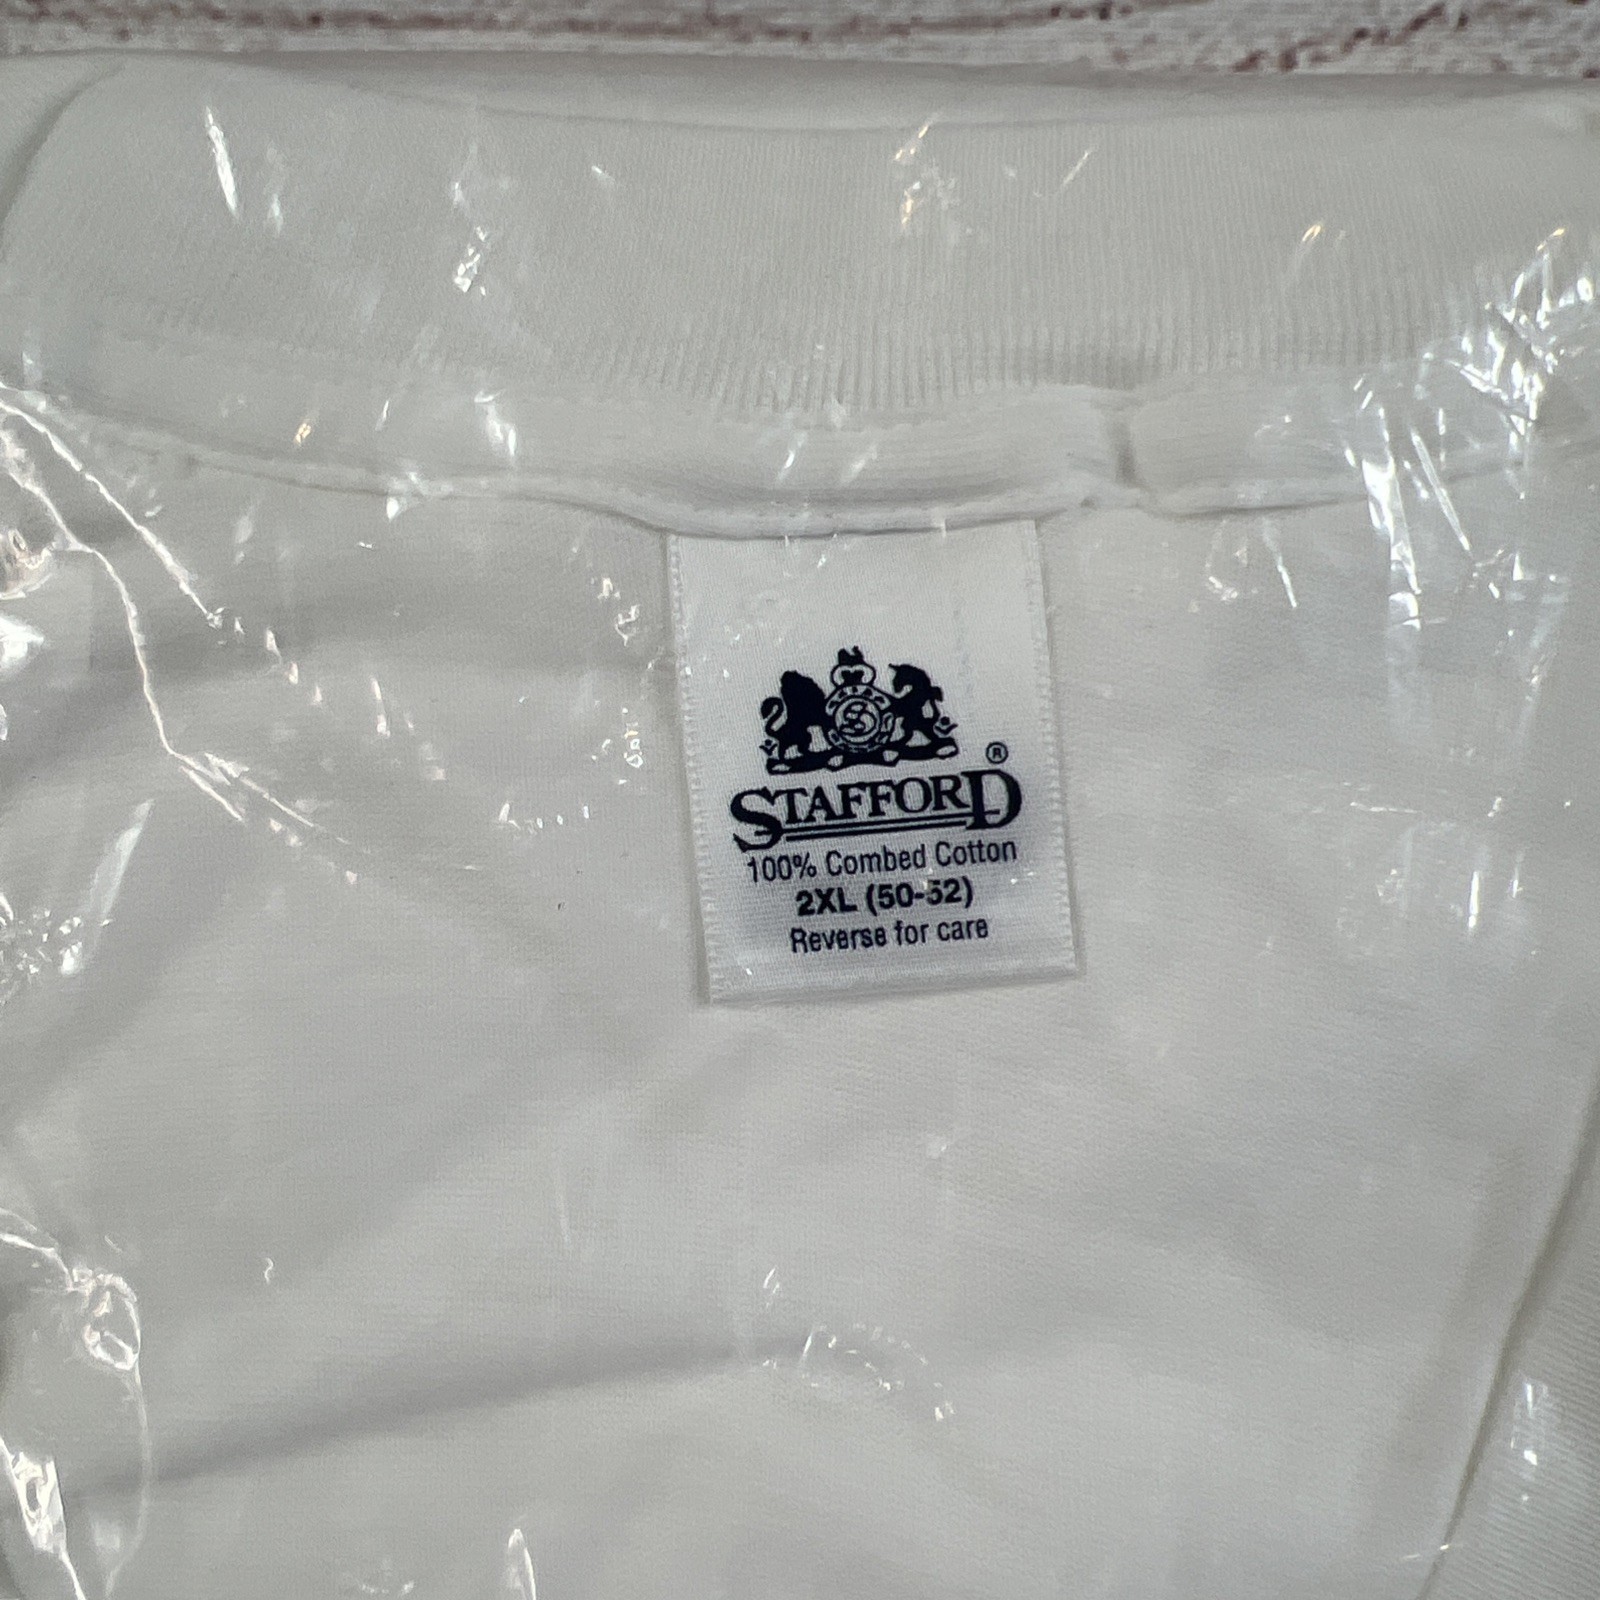 STAFFORD®
100% Combed Cotton
2XL (50-52)
Reverse for care